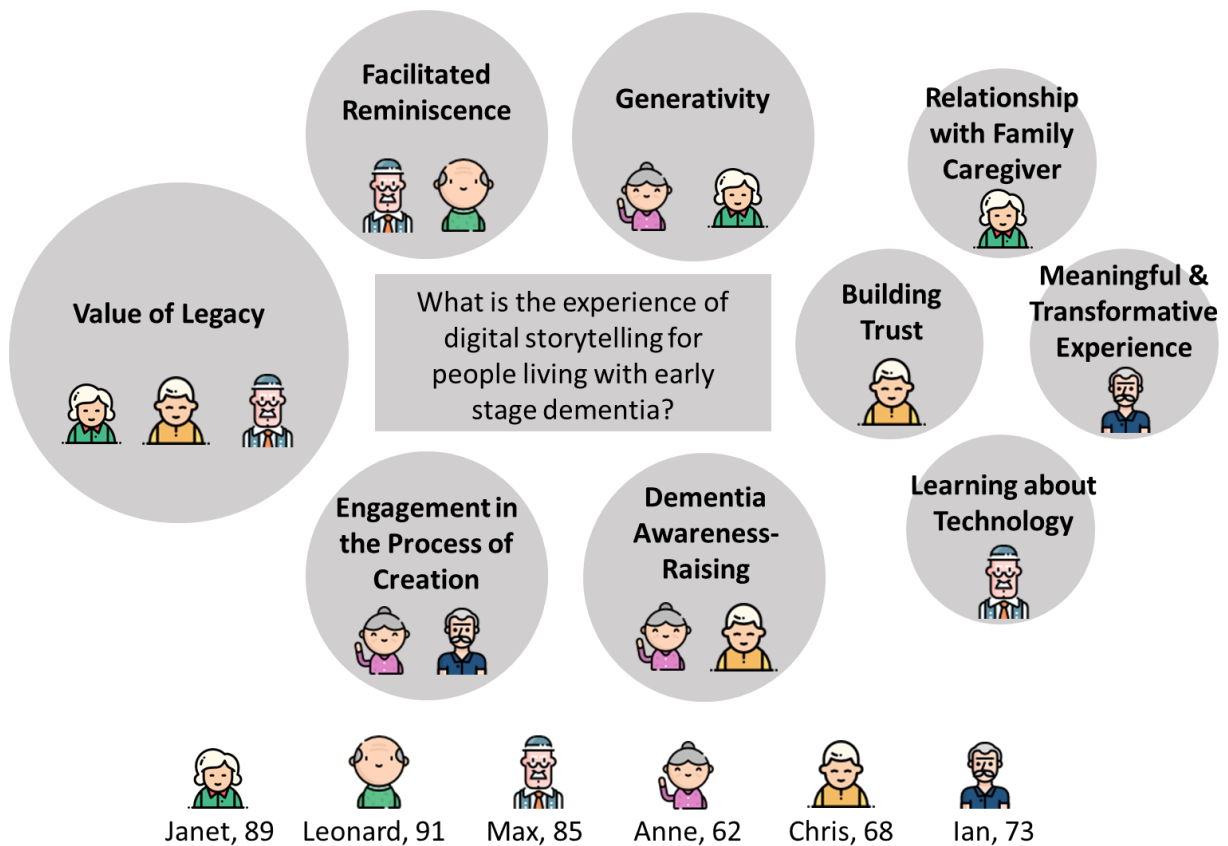 Facilitated
Reminiscence
Generativity
Relationship
with Family
Caregiver
Value of Legacy
What is the experience of
digital storytelling for
people living with early
stage dementia?
Building
Trust
Meaningful &
Transformative
Experience
Engagement in
the Process of
Creation
Dementia
Awareness-
Raising
Learning about
Technology
Janet, 89
Leonard, 91
Max, 85
Anne, 62
Chris, 68
Ian, 73